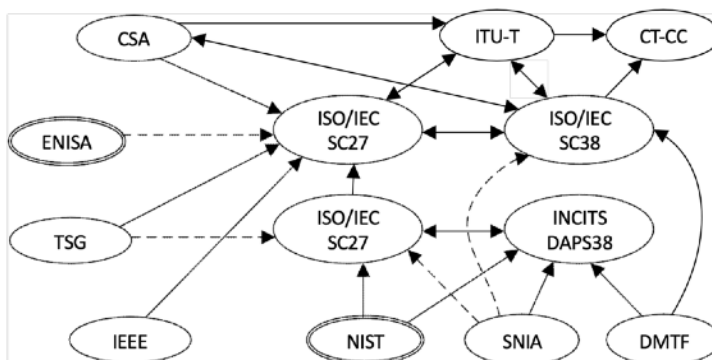 CSA
ITU-T
CT-CC
ENISA
ISO/IEC
SC27
ISO/IEC
SC38
TSG
ISO/IEC
SC27
INCITS
DAPS38
IEEE
NIST
SNIA
DMTF